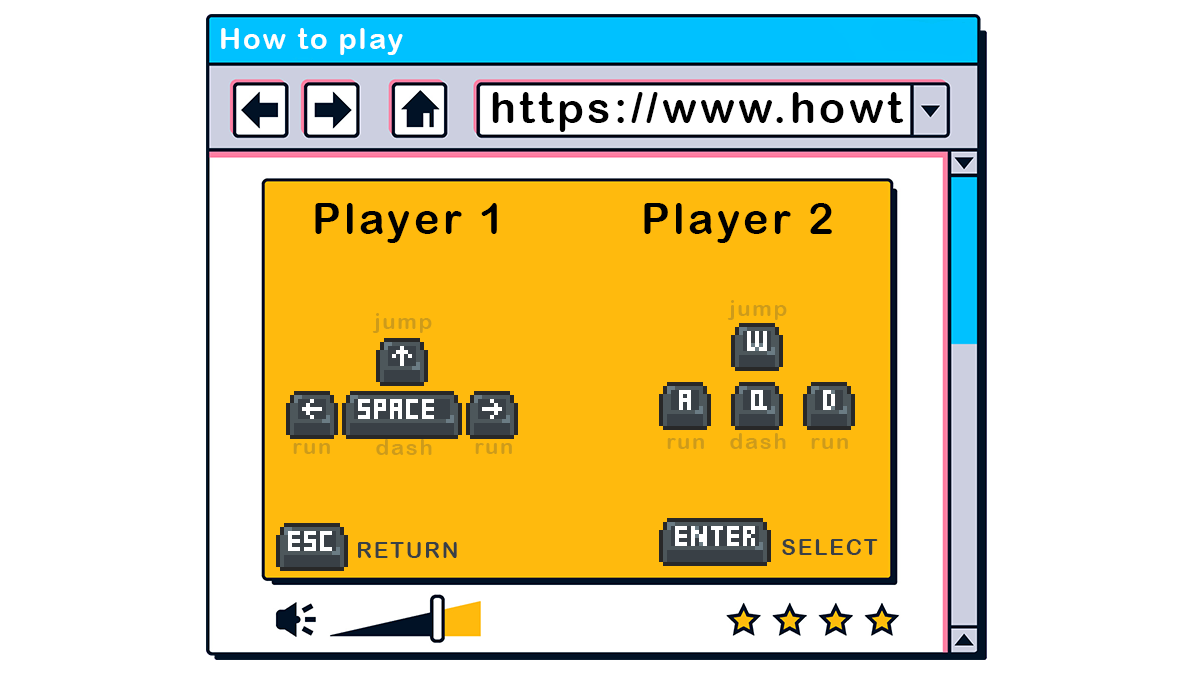 How to play
https://www.howt
Player 1 Player 2
jump jump
↑ W
← SPACE → A Q D
run dash run run dash run
ESC RETURN ENTER SELECT